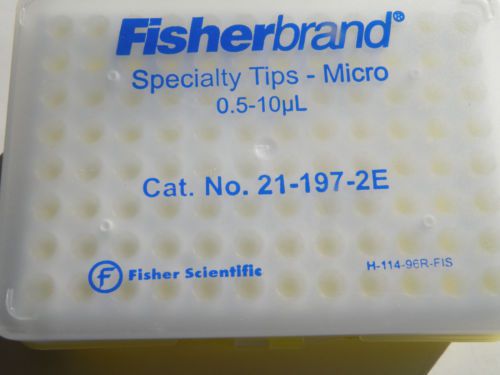 Fisherbrand®
Specialty Tips - Micro
0.5-10µL
Cat. No. 21-197-2E
f Fisher Scientific
H-114-96R-FIS